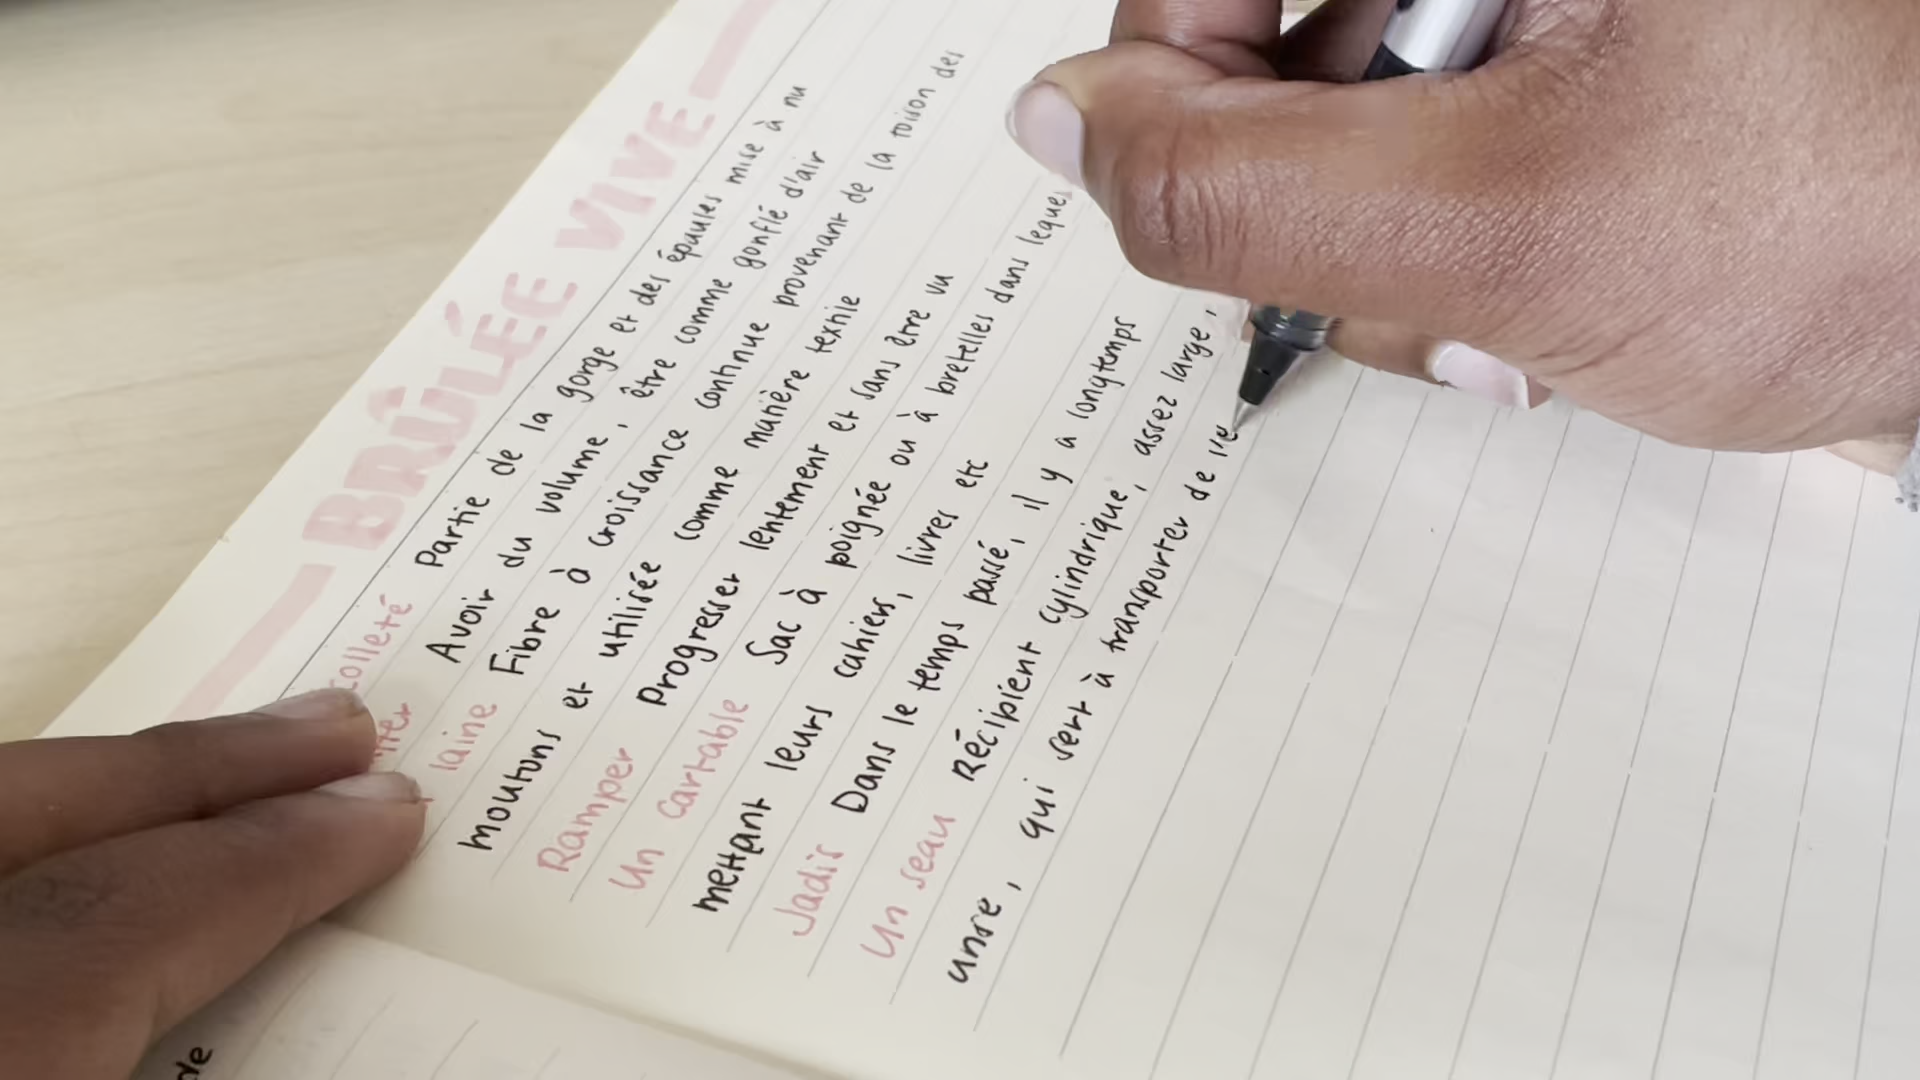 BRÛLÉE VIVE
colleté Partie de la gorge et des épaules mise à nu
Avoir du volume, être comme gonflé d'air
laine Fibre à croissance continue provenant de la toison des
moutons et utilisée comme matière textile
Ramper Progresser lentement et sans être vu
Un cartable Sac à poignée ou à bretelles dans leque
mettant leurs cahiers, livres etc
Jadis Dans le temps passé, il y a longtemps
Un seau Récipient cylindrique, assez large,
anse, qui sert à transporter de l'e
de